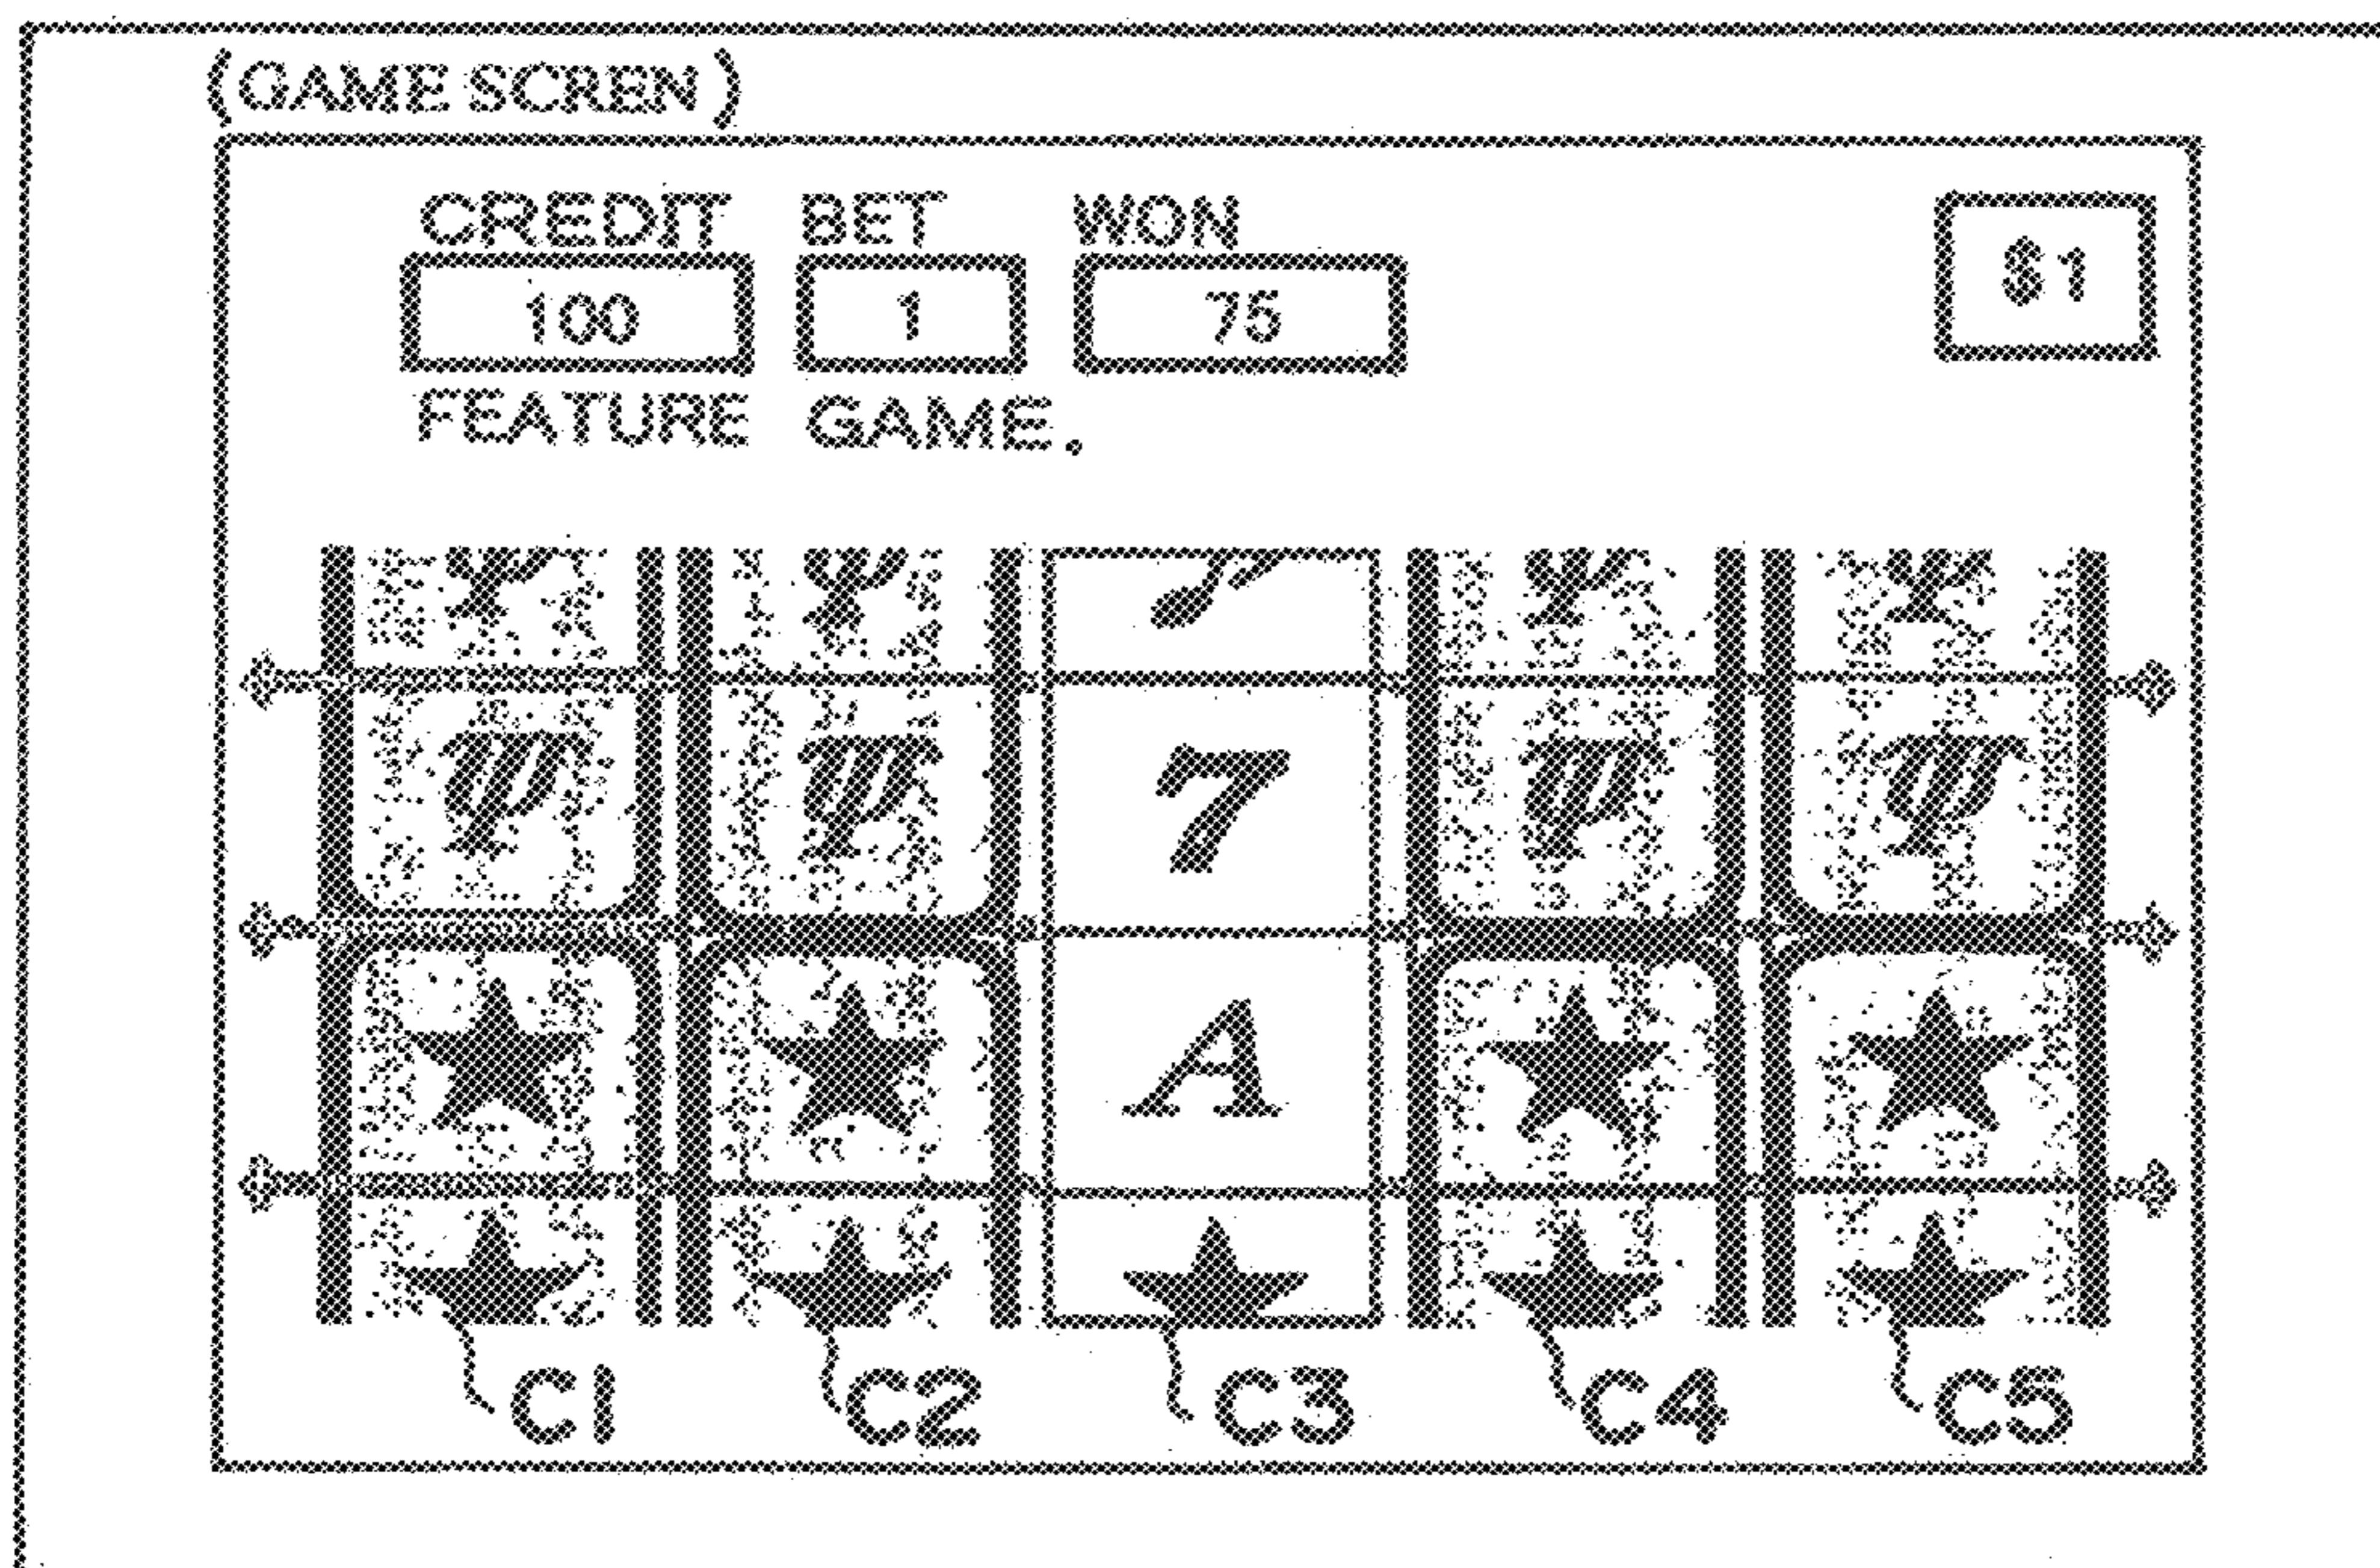 (GAME SCREN)
CREDIT BET WON
100 1 75 $1
FEATURE GAME.
7
A
C1 C2 C3 C4 C5